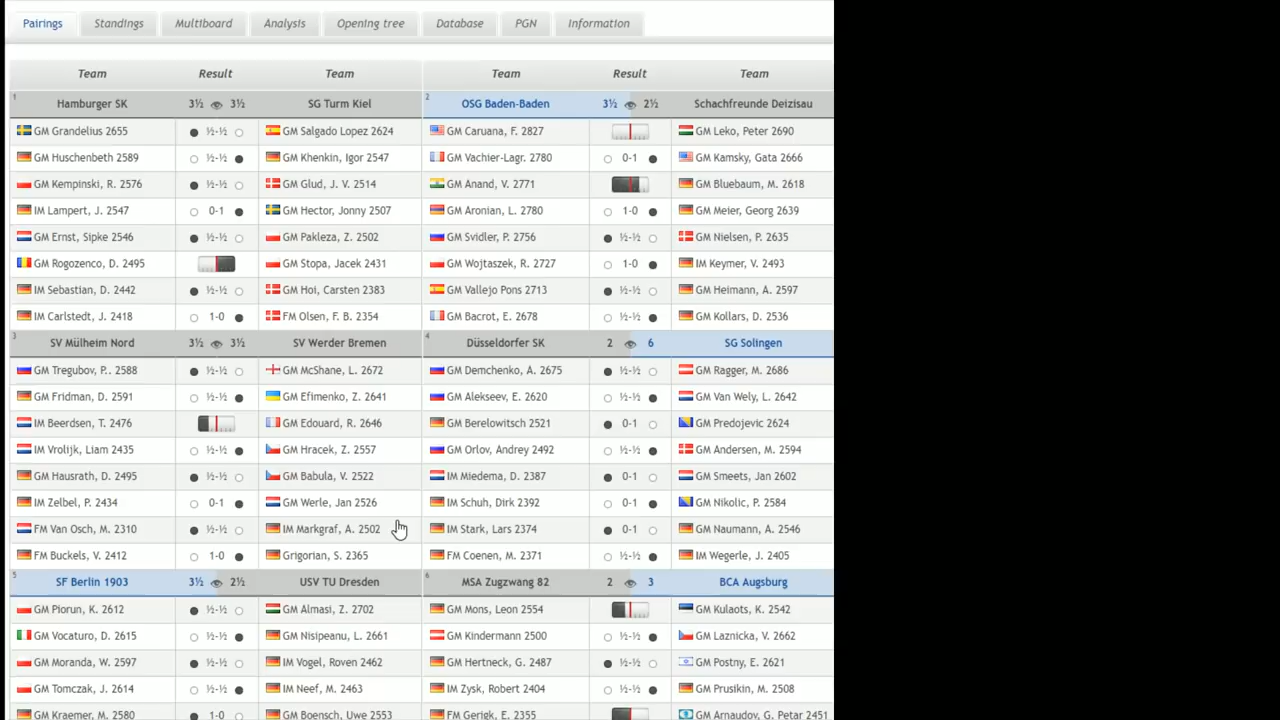 Pairings Standings Multiboard Analysis Opening tree Database PGN Information
Team Result Team Team Result Team
1 Hamburger SK 3½ 3½ SG Turm Kiel 2 OSG Baden-Baden 3½ 2½ Schachfreunde Deizisau
GM Grandelius 2655 ½-½ GM Salgado Lopez 2624 GM Caruana, F. 2827 GM Leko, Peter 2690
GM Huschenbeth 2589 ½-½ GM Khenkin, Igor 2547 GM Vachier-Lagr. 2780 0-1 GM Kamsky, Gata 2666
GM Kempinski, R. 2576 ½-½ GM Glud, J. V. 2514 GM Anand, V. 2771 GM Bluebaum, M. 2618
IM Lampert, J. 2547 0-1 GM Hector, Jonny 2507 GM Aronian, L. 2780 1-0 GM Meier, Georg 2639
GM Ernst, Sipke 2546 ½-½ GM Pakleza, Z. 2502 GM Svidler, P. 2756 ½-½ GM Nielsen, P. 2635
GM Rogozenco, D. 2495 GM Stopa, Jacek 2431 GM Wojtaszek, R. 2727 1-0 IM Keymer, V. 2493
IM Sebastian, D. 2442 ½-½ GM Hoi, Carsten 2383 GM Vallejo Pons 2713 ½-½ GM Heimann, A. 2597
IM Carlstedt, J. 2418 1-0 FM Olsen, F. B. 2354 GM Bacrot, E. 2678 ½-½ GM Kollars, D. 2536
3 SV Mülheim Nord 3½ 3½ SV Werder Bremen 4 Düsseldorfer SK 2 6 SG Solingen
GM Tregubov, P.. 2588 ½-½ GM McShane, L. 2672 GM Demchenko, A. 2675 ½-½ GM Ragger, M. 2686
GM Fridman, D. 2591 ½-½ GM Efimenko, Z. 2641 GM Alekseev, E. 2620 ½-½ GM Van Wely, L. 2642
IM Beerdsen, T. 2476 GM Edouard, R. 2646 GM Berelowitsch 2521 0-1 GM Predojevic 2624
IM Vrolijk, Liam 2435 ½-½ GM Hracek, Z. 2557 GM Orlov, Andrey 2492 ½-½ GM Andersen, M. 2594
GM Hausrath, D. 2495 ½-½ GM Babula, V. 2522 IM Miedema, D. 2387 0-1 GM Smeets, Jan 2602
IM Zelbel, P. 2434 0-1 GM Werle, Jan 2526 IM Schuh, Dirk 2392 0-1 GM Nikolic, P. 2584
FM Van Osch, M. 2310 ½-½ IM Markgraf, A. 2502 IM Stark, Lars 2374 0-1 GM Naumann, A. 2546
FM Buckels, V. 2412 1-0 Grigorian, S. 2365 FM Coenen, M. 2371 ½-½ IM Wegerle, J. 2405
5 SF Berlin 1903 3½ 2½ USV TU Dresden 6 MSA Zugzwang 82 2 3 BCA Augsburg
GM Piorun, K. 2612 ½-½ GM Almasi, Z. 2702 GM Mons, Leon 2554 GM Kulaots, K. 2542
GM Vocaturo, D. 2615 ½-½ GM Nisipeanu, L. 2661 GM Kindermann 2500 ½-½ GM Laznicka, V. 2662
GM Moranda, W. 2597 ½-½ IM Vogel, Roven 2462 GM Hertneck, G. 2487 ½-½ GM Postny, E. 2621
GM Tomczak, J. 2614 ½-½ IM Neef, M. 2463 IM Zysk, Robert 2404 ½-½ GM Prusikin, M. 2508
GM Kraemer, M. 2580 1-0 GM Boensch, Uwe 2553 FM Gerigk, E. 2355 GM Arnaudov, G. Petar 2451